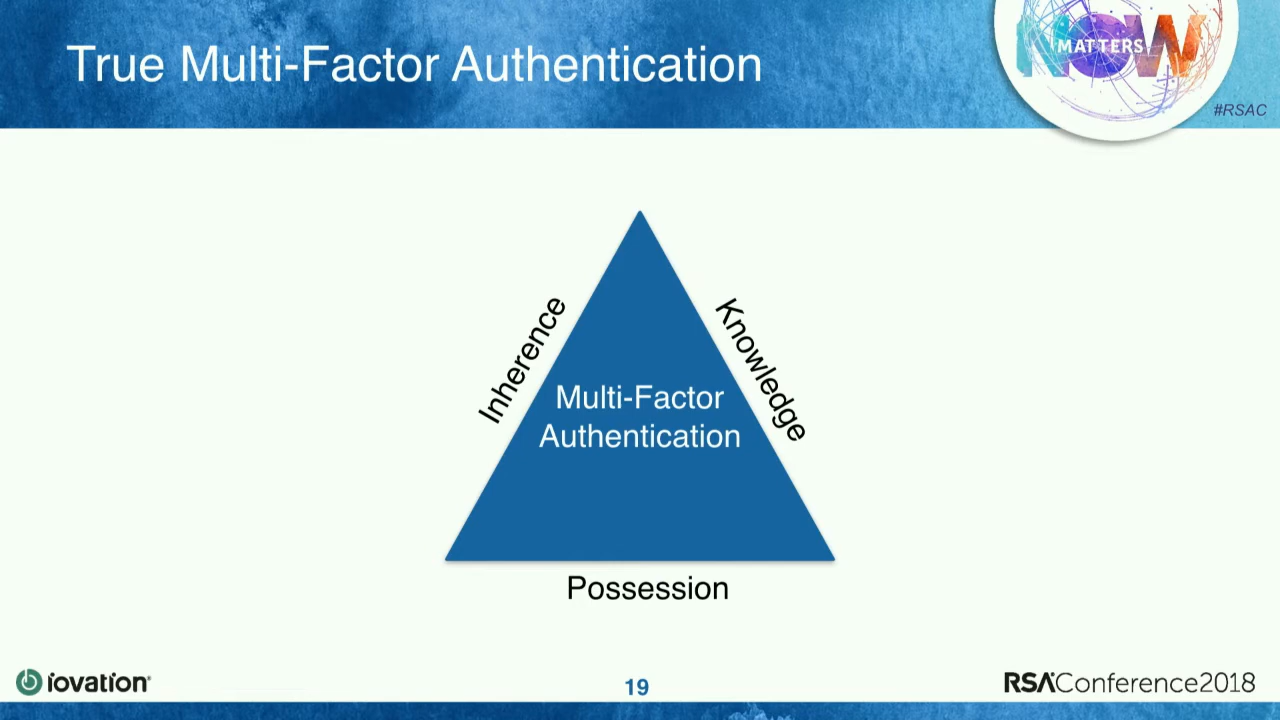 True Multi-Factor Authentication
NOW
MATTERS
#RSAC
Inherence
Knowledge
Multi-Factor
Authentication
Possession
iovation
19
RSAConference2018